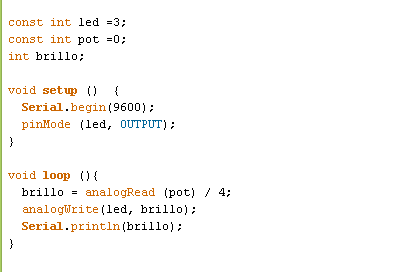 const int led =3;
const int pot =0;
int brillo;
void setup ()  {
  Serial.begin(9600);
  pinMode (led, OUTPUT);
}
void loop (){
  brillo = analogRead (pot) / 4;
  analogWrite(led, brillo);
  Serial.println(brillo);
}